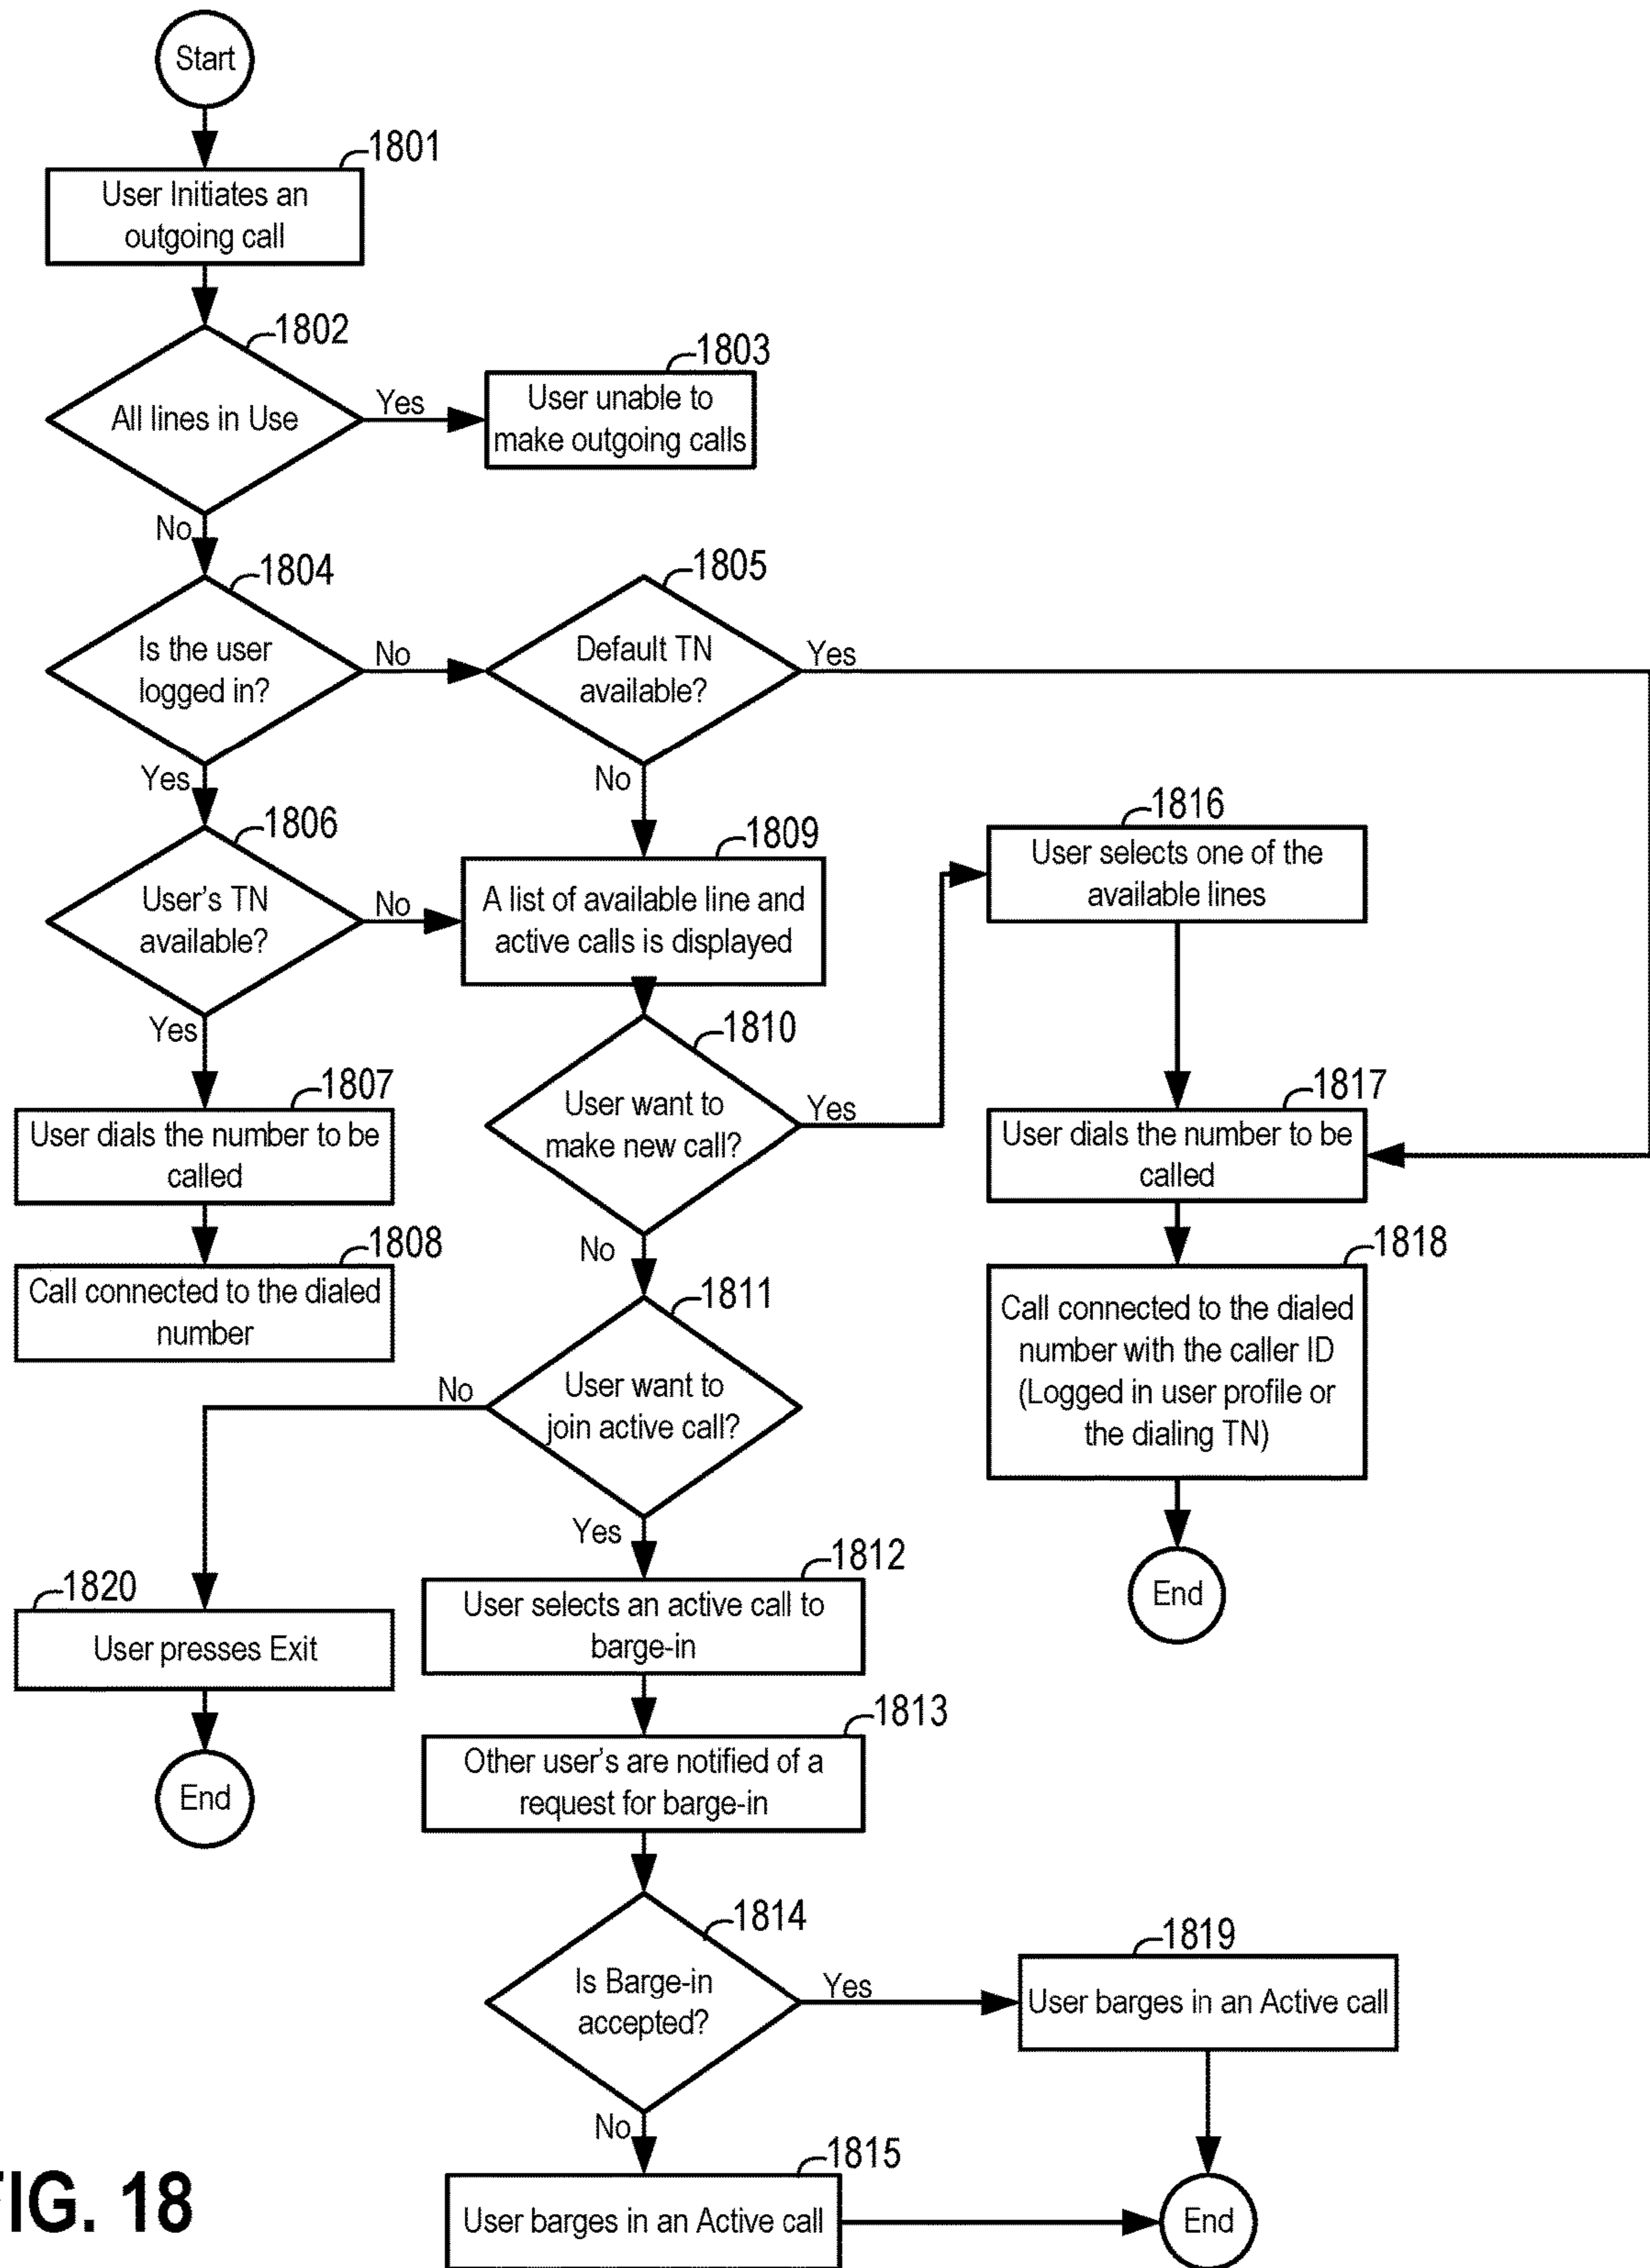 Start
1801
User Initiates an
outgoing call
1802
All lines in Use
Yes
1803
User unable to
make outgoing calls
No
1804
Is the user
logged in?
No
1805
Default TN
available?
Yes
Yes
No
1806
User's TN
available?
No
1809
A list of available line and
active calls is displayed
1816
User selects one of the
available lines
Yes
1810
User want to
make new call?
Yes
1807
User dials the number to be
called
1817
User dials the number to be
called
1808
Call connected to the dialed
number
No
1818
Call connected to the dialed
number with the caller ID
(Logged in user profile or
the dialing TN)
End
1811
User want to
join active call?
No
Yes
1820
User presses Exit
End
1812
User selects an active call to
barge-in
1813
Other user's are notified of a
request for barge-in
1814
Is Barge-in
accepted?
Yes
1819
User barges in an Active call
No
1815
User barges in an Active call
End
FIG. 18